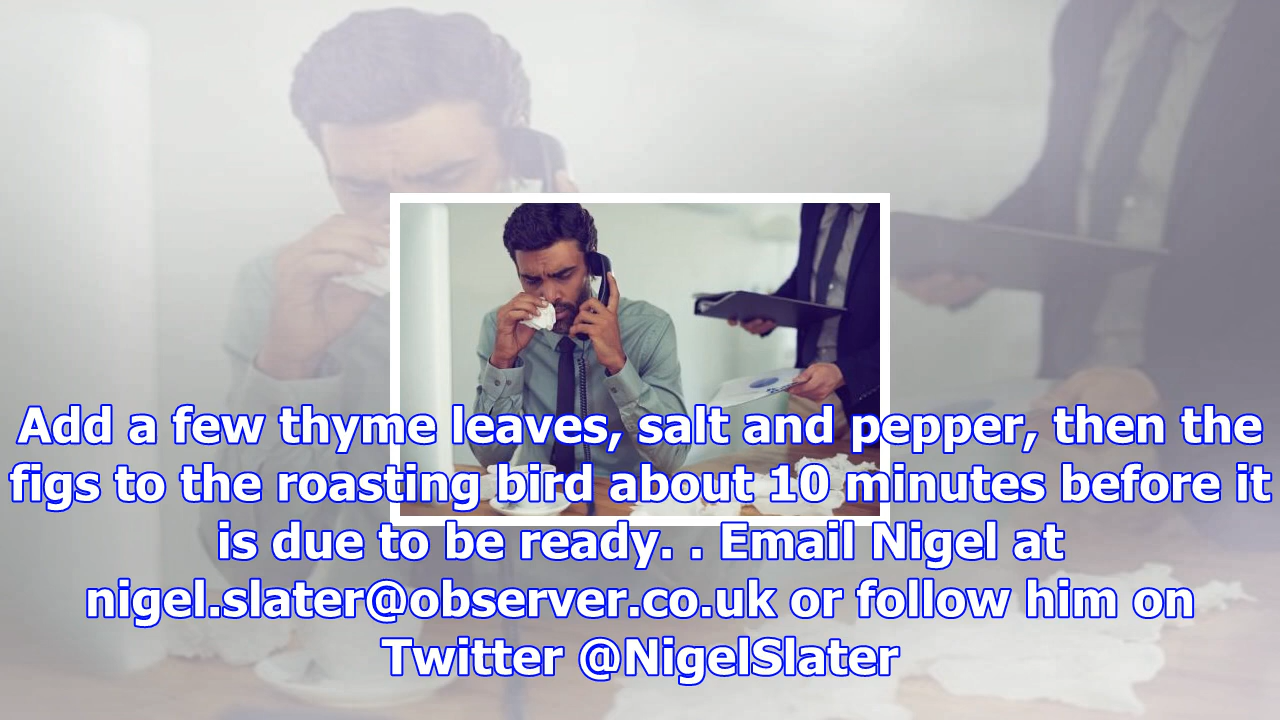 Add a few thyme leaves, salt and pepper, then the
figs to the roasting bird about 10 minutes before it
is due to be ready. . Email Nigel at
nigel.slater@observer.co.uk or follow him on
Twitter @NigelSlater